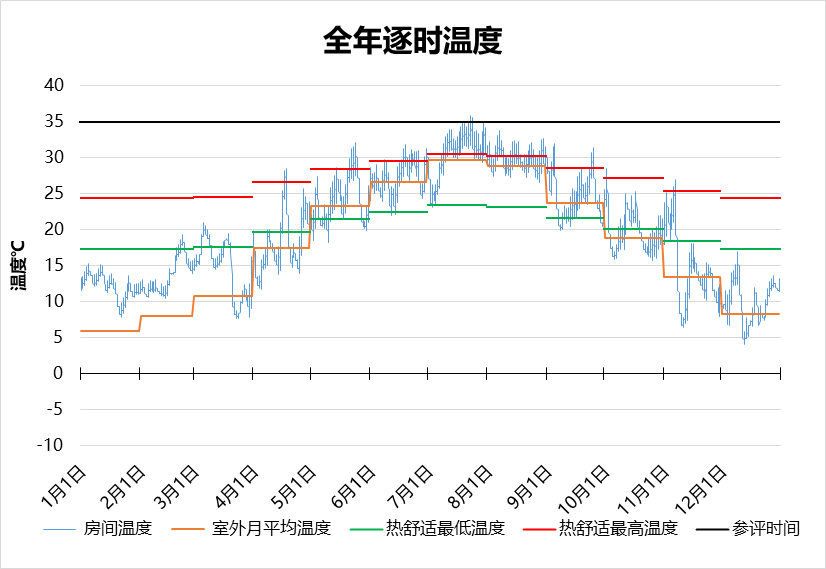 全年逐时温度
40
35
30
25
20
15
10
5
0
-5
-10
温度℃
1月1日
2月1日
3月1日
4月1日
5月1日
6月1日
7月1日
8月1日
9月1日
10月1日
11月1日
12月1日
房间温度 室外月平均温度 热舒适最低温度 热舒适最高温度 参评时间